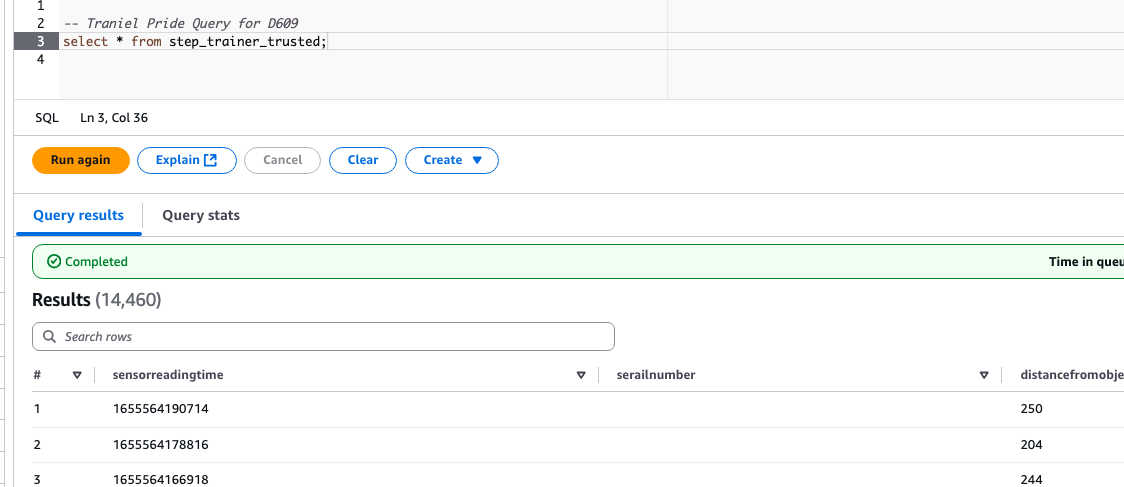 1
2 -- Traniel Pride Query for D609
3 select * from step_trainer_trusted;
4
SQL Ln 3, Col 36
Run again Explain Cancel Clear Create
Query results Query stats
Completed Time in queu
Results (14,460)
Search rows
# sensorreadingtime serailnumber distancefromobje
1 1655564190714 250
2 1655564178816 204
3 1655564166918 244